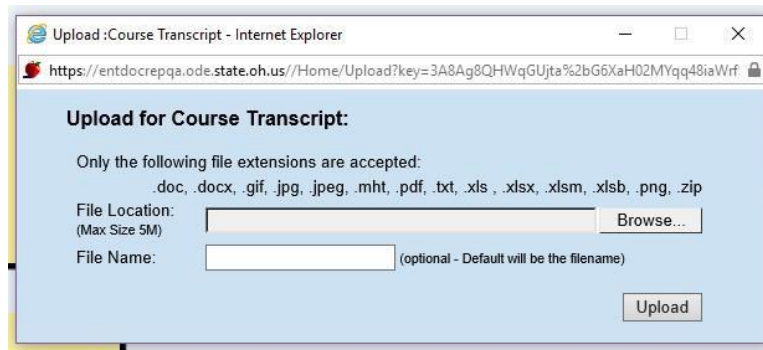 Upload :Course Transcript - Internet Explorer
https://entdocrepqa.ode.state.oh.us//Home/Upload?key=3A8Ag8QHWqGUjta%2bG6XaH02MYqq48iaWrf
Upload for Course Transcript:
Only the following file extensions are accepted:
.doc, .docx, .gif, .jpg, .jpeg, .mht, .pdf, .txt, .xls , .xlsx, .xlsm, .xlsb, .png, .zip
File Location:
Browse...
(Max Size 5M)
File Name:
(optional - Default will be the filename)
Upload